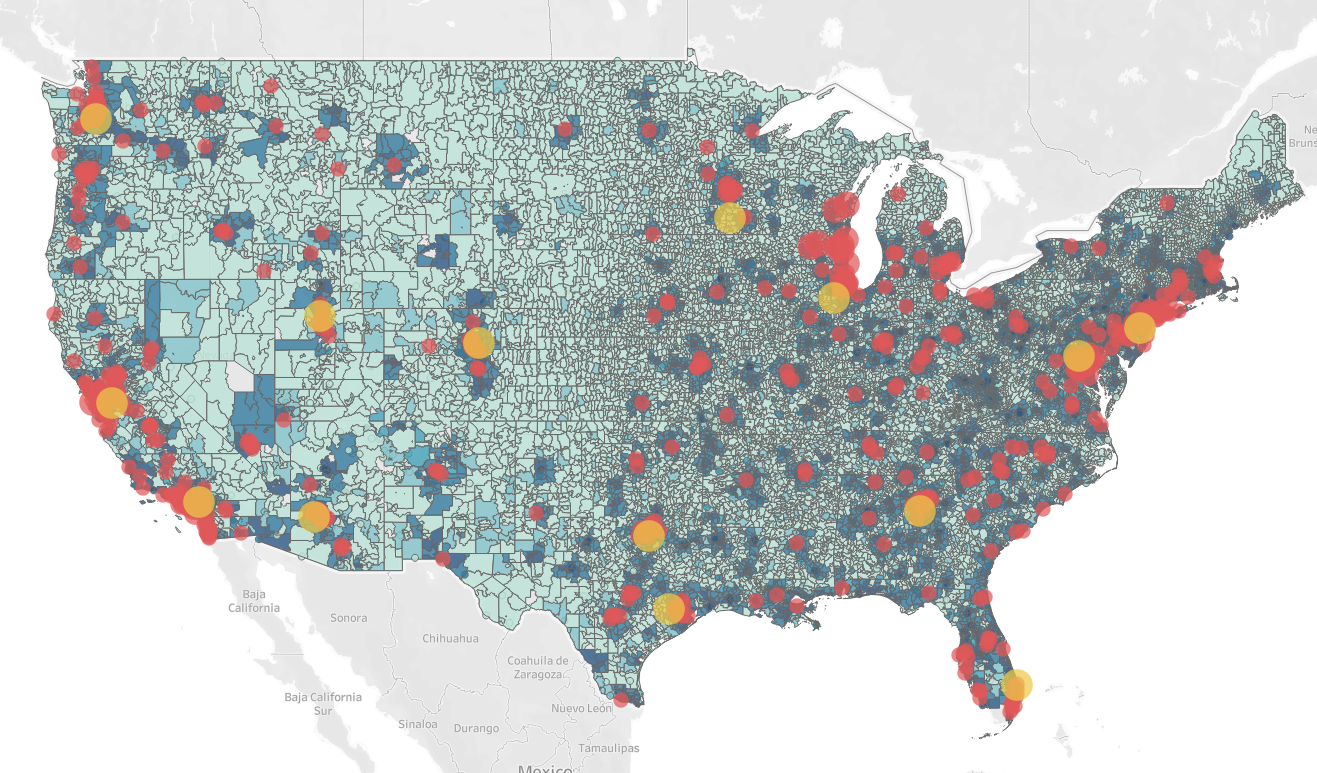 Ne
Bruns
Baja
California
Sonora
Chihuahua
Coahuila de
Zaragoza
Baja California
Sur
Nuevo León
Sinaloa
Durango
Tamaulipas
Mexico